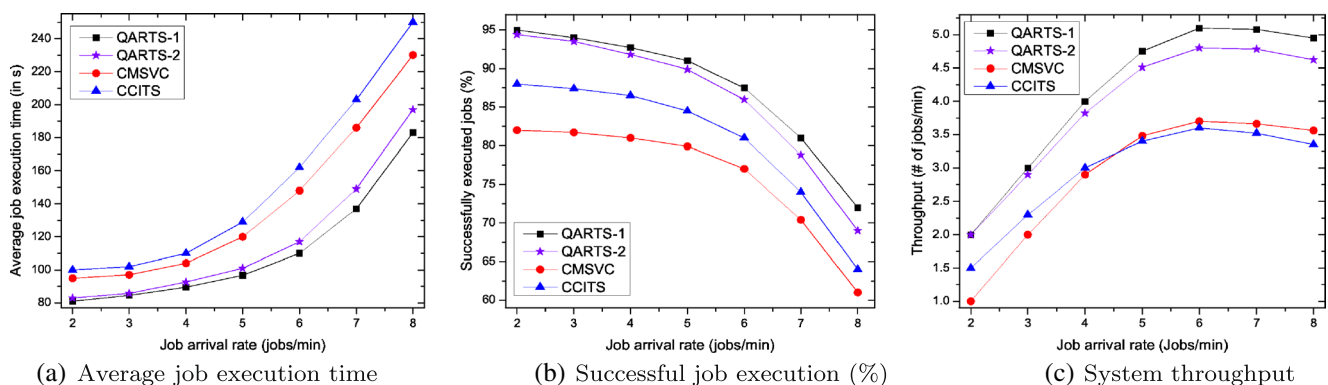 240
220
200
180
160
140
120
100
80
2 3 4 5 6 7 8
Average job execution time (in s)
Job arrival rate (jobs/min)
QARTS-1
QARTS-2
CMSVC
CCITS
(a) Average job execution time
95
90
85
80
75
70
65
60
2 3 4 5 6 7 8
Successfully executed jobs (%)
Job arrival rate (jobs/min)
QARTS-1
QARTS-2
CMSVC
CCITS
(b) Successful job execution (%)
5.0
4.5
4.0
3.5
3.0
2.5
2.0
1.5
1.0
2 3 4 5 6 7 8
Throughput (# of jobs/min)
Job arrival rate (Jobs/min)
QARTS-1
QARTS-2
CMSVC
CCITS
(c) System throughput